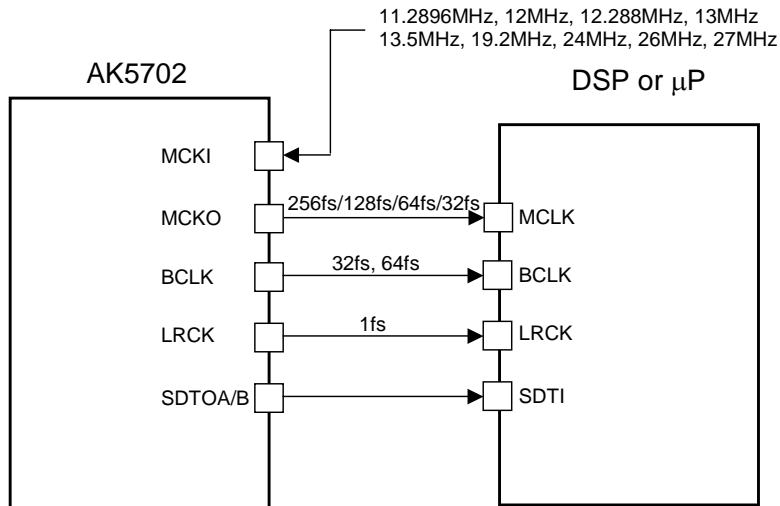 11.2896MHz, 12MHz, 12.288MHz, 13MHz
13.5MHz, 19.2MHz, 24MHz, 26MHz, 27MHz
AK5702
DSP or μP
MCKI
MCKO
256fs/128fs/64fs/32fs
MCLK
BCLK
32fs, 64fs
BCLK
LRCK
1fs
LRCK
SDTOA/B
SDTI